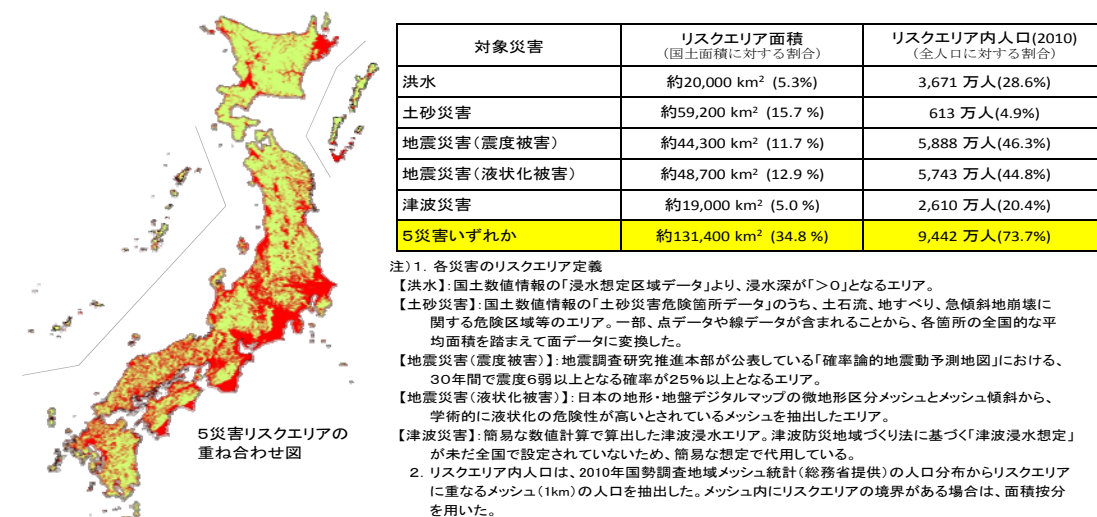 対象災害
リスクエリア面積
(国土面積に対する割合)
リスクエリア内人口(2010)
(全人口に対する割合)
洪水 約20,000 km² (5.3%) 3,671 万人(28.6%)
土砂災害 約59,200 km² (15.7 %) 613 万人(4.9%)
地震災害(震度被害) 約44,300 km² (11.7 %) 5,888 万人(46.3%)
地震災害(液状化被害) 約48,700 km² (12.9 %) 5,743 万人(44.8%)
津波災害 約19,000 km² (5.0 %) 2,610 万人(20.4%)
5災害いずれか 約131,400 km² (34.8 %) 9,442 万人(73.7%)
注)1. 各災害のリスクエリア定義
【洪水】:国土数値情報の「浸水想定区域データ」より、浸水深が「>0」となるエリア。
【土砂災害】:国土数値情報の「土砂災害危険箇所データ」のうち、土石流、地すべり、急傾斜地崩壊に
関する危険区域等のエリア。一部、点データや線データが含まれることから、各箇所の全国的な平
均面積を踏まえて面データに変換した。
【地震災害(震度被害)】:地震調査研究推進本部が公表している「確率論的地震動予測地図」における、
30年間で震度6弱以上となる確率が25%以上となるエリア。
【地震災害(液状化被害)】:日本の地形・地盤デジタルマップの微地形区分メッシュとメッシュ傾斜から、
学術的に液状化の危険性が高いとされているメッシュを抽出したエリア。
【津波災害】:簡易な数値計算で算出した津波浸水エリア。津波防災地域づくり法に基づく「津波浸水想定」
が未だ全国で設定されていないため、簡易な想定で代用している。
2. リスクエリア内人口は、2010年国勢調査地域メッシュ統計(総務省提供)の人口分布からリスクエリア
に重なるメッシュ(1km)の人口を抽出した。メッシュ内にリスクエリアの境界がある場合は、面積按分
を用いた。
5災害リスクエリアの
重ね合わせ図